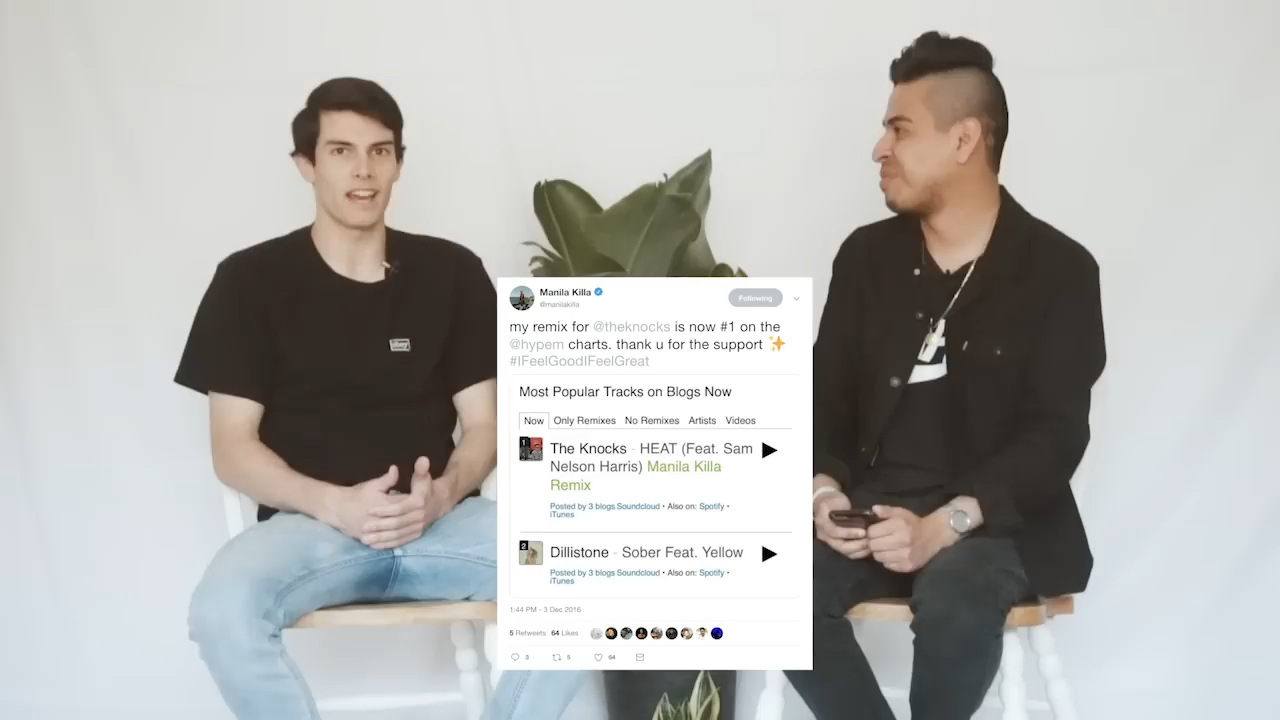 Manila Killa
@manilakilla
Following
my remix for @theknocks is now #1 on the
@hypem charts. thank u for the support ✨
#IFeelGoodIFeelGreat
Most Popular Tracks on Blogs Now
Now Only Remixes No Remixes Artists Videos
1
The Knocks - HEAT (Feat. Sam
Nelson Harris) Manila Killa
Remix
Posted by 3 blogs Soundcloud • Also on: Spotify •
iTunes
2
Dillistone - Sober Feat. Yellow
Posted by 3 blogs Soundcloud • Also on: Spotify •
iTunes
1:44 PM - 3 Dec 2016
5 Retweets 64 Likes
3 5 64